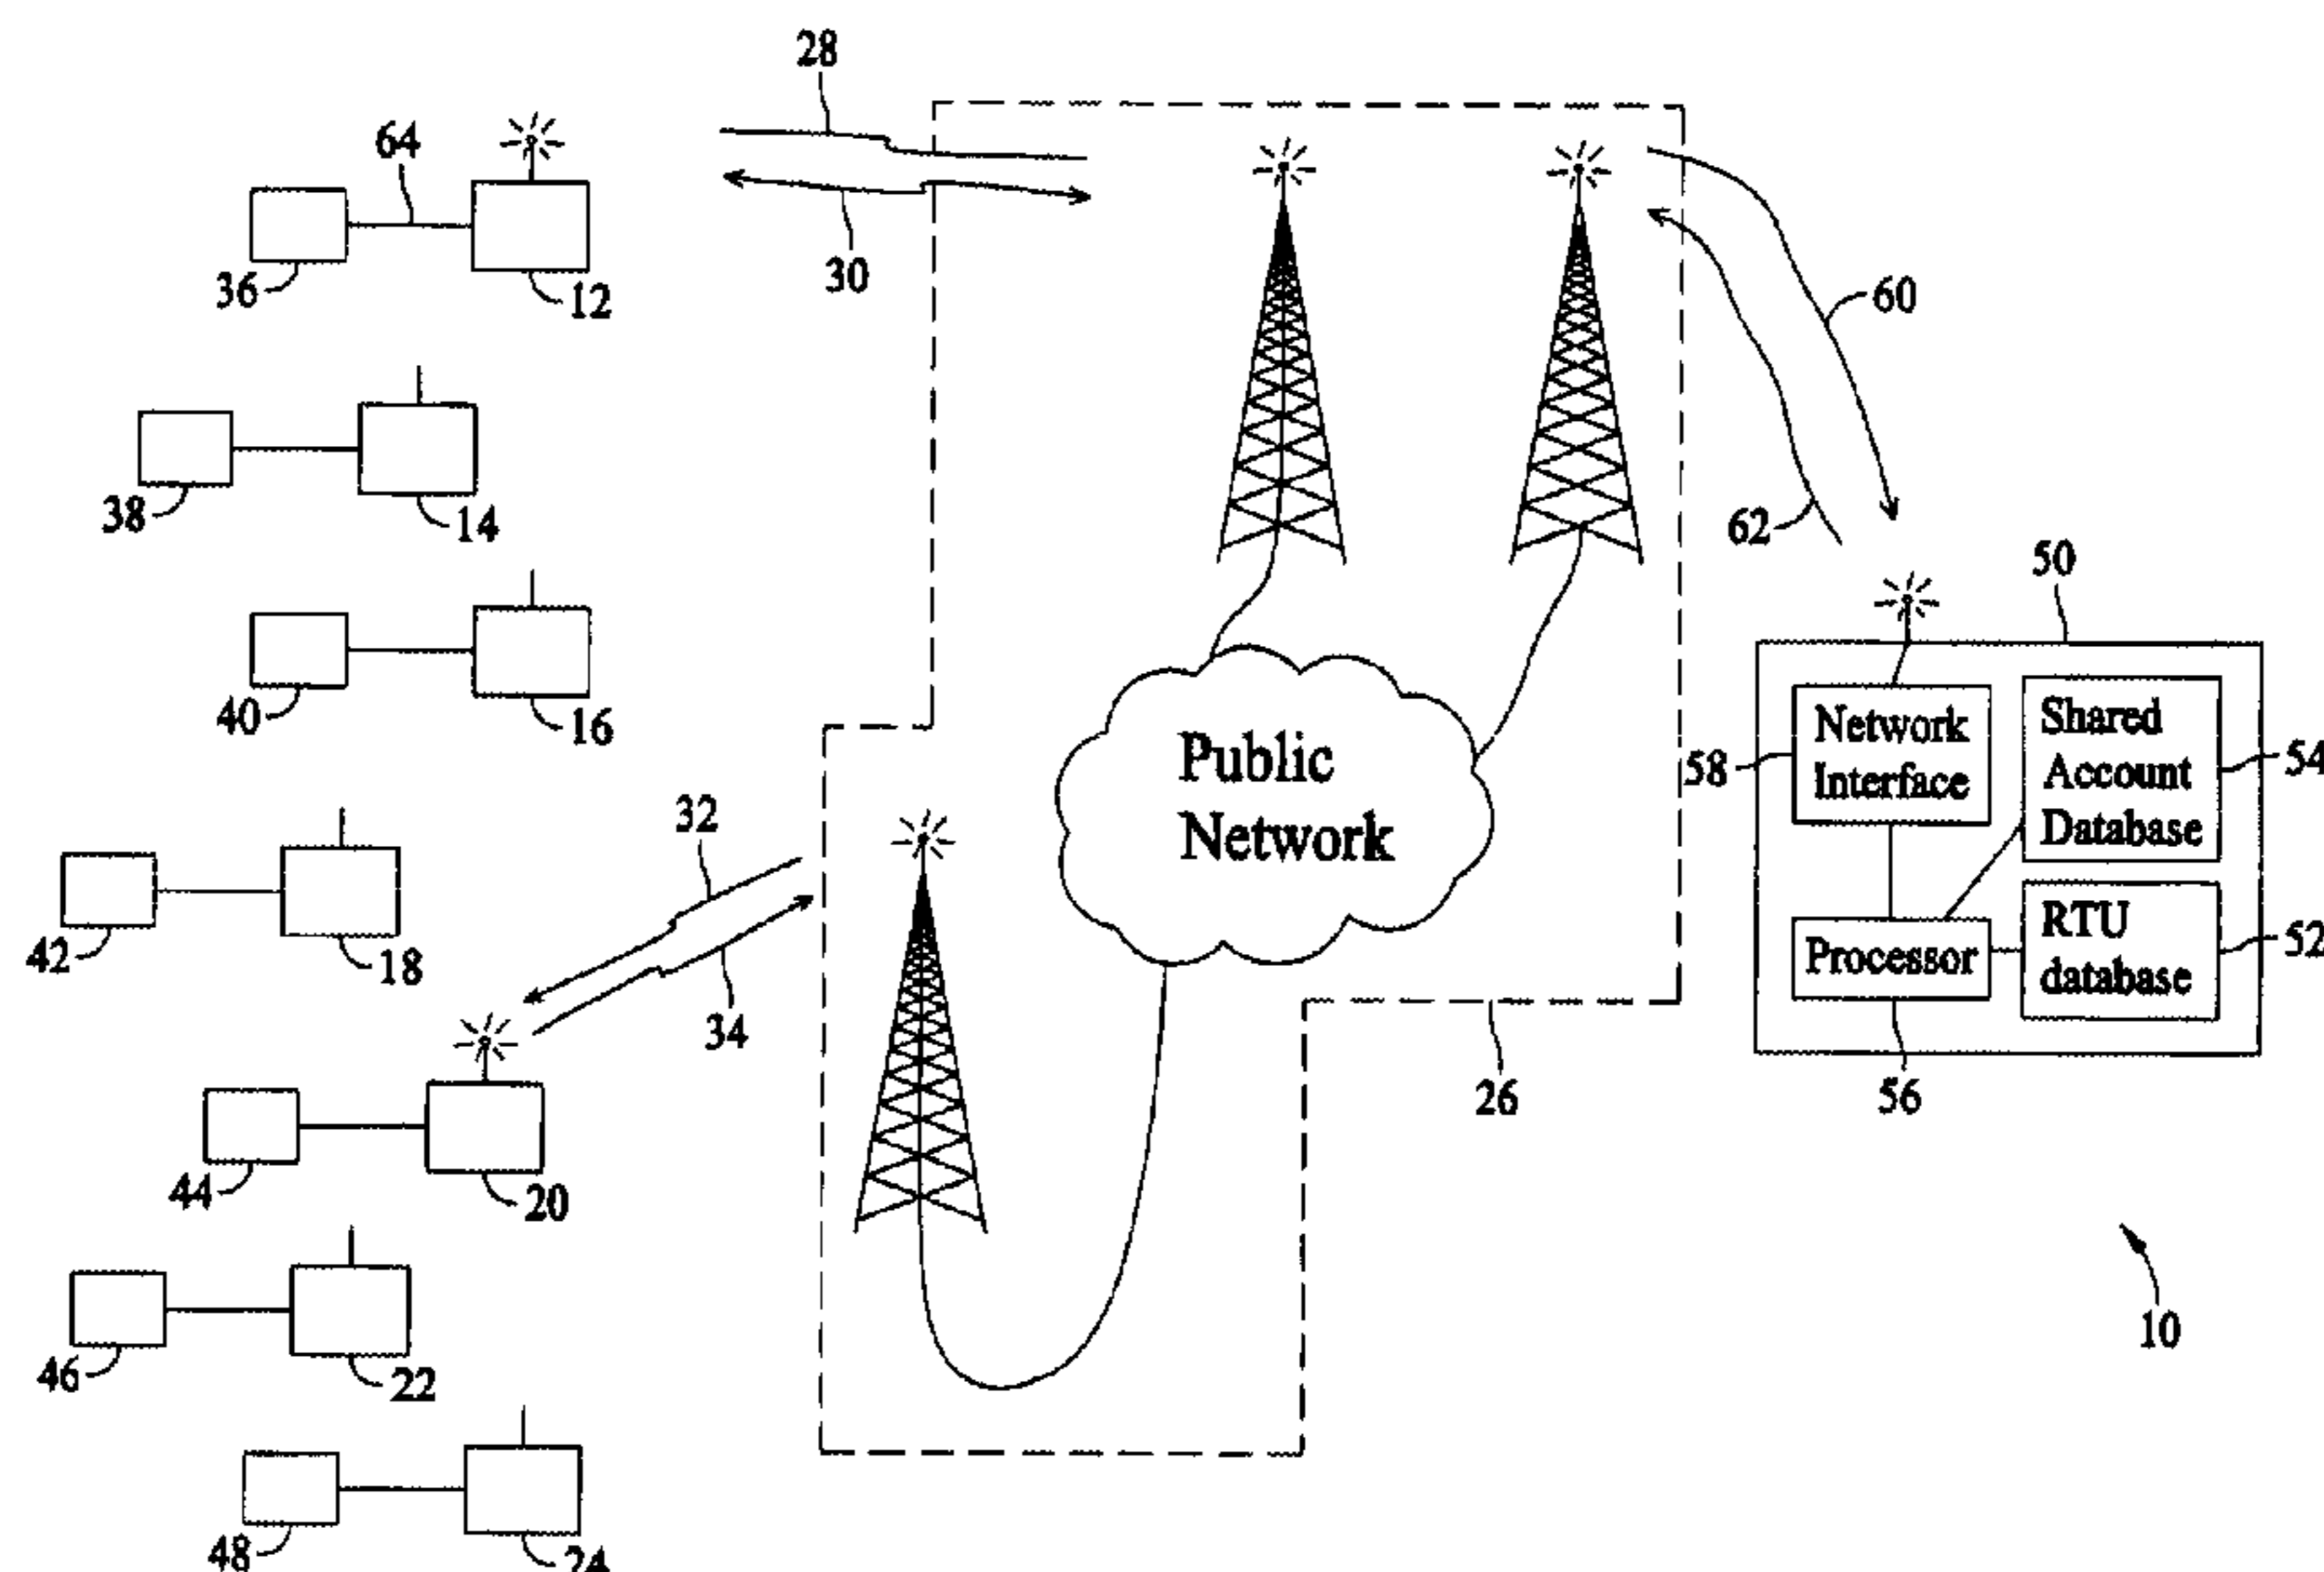 28
64
36
12
30
60
38
14
62
50
40
16
Network
Interface
58
Shared
Account
Database
54
Public
Network
32
42
18
34
Processor
56
RTU
database
52
44
20
26
10
46
22
48
24